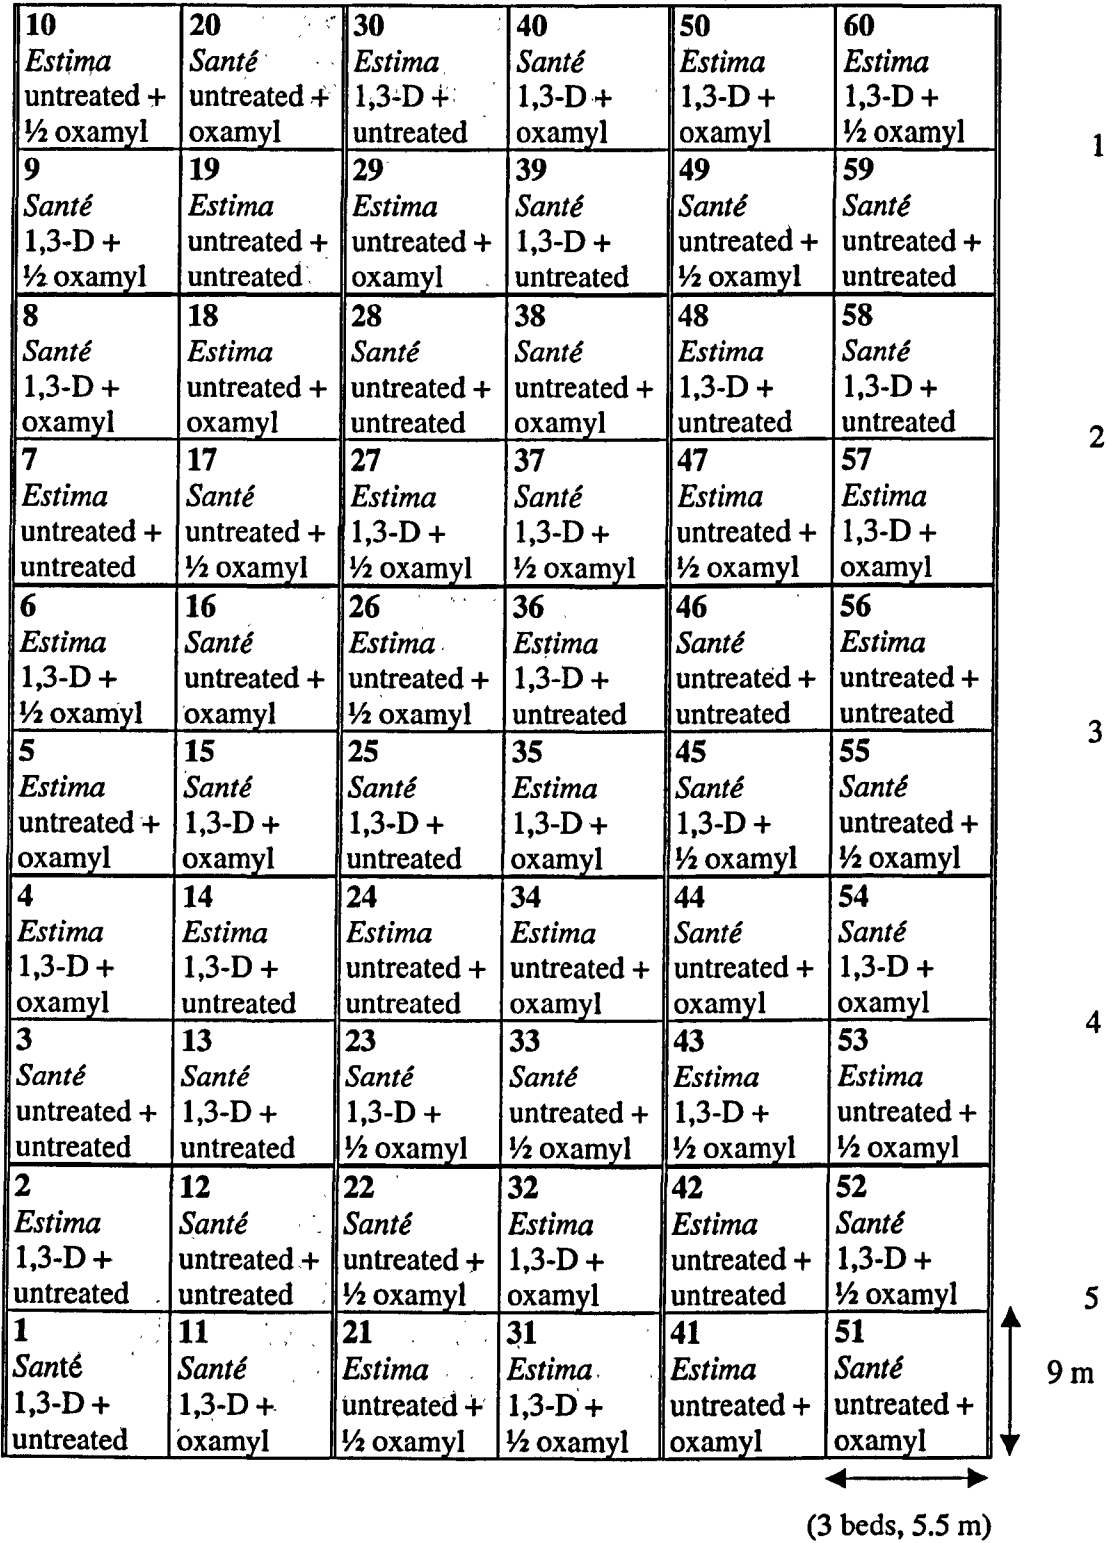 10
Estima
untreated +
½ oxamyl
20
Santé
untreated +
oxamyl
30
Estima
1,3-D +
untreated
40
Santé
1,3-D +
oxamyl
50
Estima
1,3-D +
oxamyl
60
Estima
1,3-D +
½ oxamyl
1
9
Santé
1,3-D +
½ oxamyl
19
Estima
untreated +
untreated
29
Estima
untreated +
oxamyl
39
Santé
1,3-D +
untreated
49
Santé
untreated +
½ oxamyl
59
Santé
untreated +
untreated
8
Santé
1,3-D +
oxamyl
18
Estima
untreated +
oxamyl
28
Santé
untreated +
untreated
38
Santé
untreated +
oxamyl
48
Estima
1,3-D +
untreated
58
Santé
1,3-D +
untreated
2
7
Estima
untreated +
untreated
17
Santé
untreated +
½ oxamyl
27
Estima
1,3-D +
½ oxamyl
37
Santé
1,3-D +
½ oxamyl
47
Estima
untreated +
½ oxamyl
57
Estima
1,3-D +
oxamyl
6
Estima
1,3-D +
½ oxamyl
16
Santé
untreated +
oxamyl
26
Estima
untreated +
½ oxamyl
36
Estima
1,3-D +
untreated
46
Santé
untreated +
untreated
56
Estima
untreated +
untreated
3
5
Estima
untreated +
oxamyl
15
Santé
1,3-D +
oxamyl
25
Santé
1,3-D +
untreated
35
Estima
1,3-D +
oxamyl
45
Santé
1,3-D +
½ oxamyl
55
Santé
untreated +
½ oxamyl
4
Estima
1,3-D +
oxamyl
14
Estima
1,3-D +
untreated
24
Estima
untreated +
untreated
34
Estima
untreated +
oxamyl
44
Santé
untreated +
oxamyl
54
Santé
1,3-D +
oxamyl
4
3
Santé
untreated +
untreated
13
Santé
1,3-D +
untreated
23
Santé
1,3-D +
½ oxamyl
33
Santé
untreated +
½ oxamyl
43
Estima
1,3-D +
½ oxamyl
53
Estima
untreated +
½ oxamyl
2
Estima
1,3-D +
untreated
12
Santé
untreated +
untreated
22
Santé
untreated +
½ oxamyl
32
Estima
1,3-D +
oxamyl
42
Estima
untreated +
untreated
52
Santé
1,3-D +
½ oxamyl
5
1
Santé
1,3-D +
untreated
11
Santé
1,3-D +
oxamyl
21
Estima
untreated +
½ oxamyl
31
Estima
1,3-D +
½ oxamyl
41
Estima
untreated +
oxamyl
51
Santé
untreated +
oxamyl
9 m
(3 beds, 5.5 m)